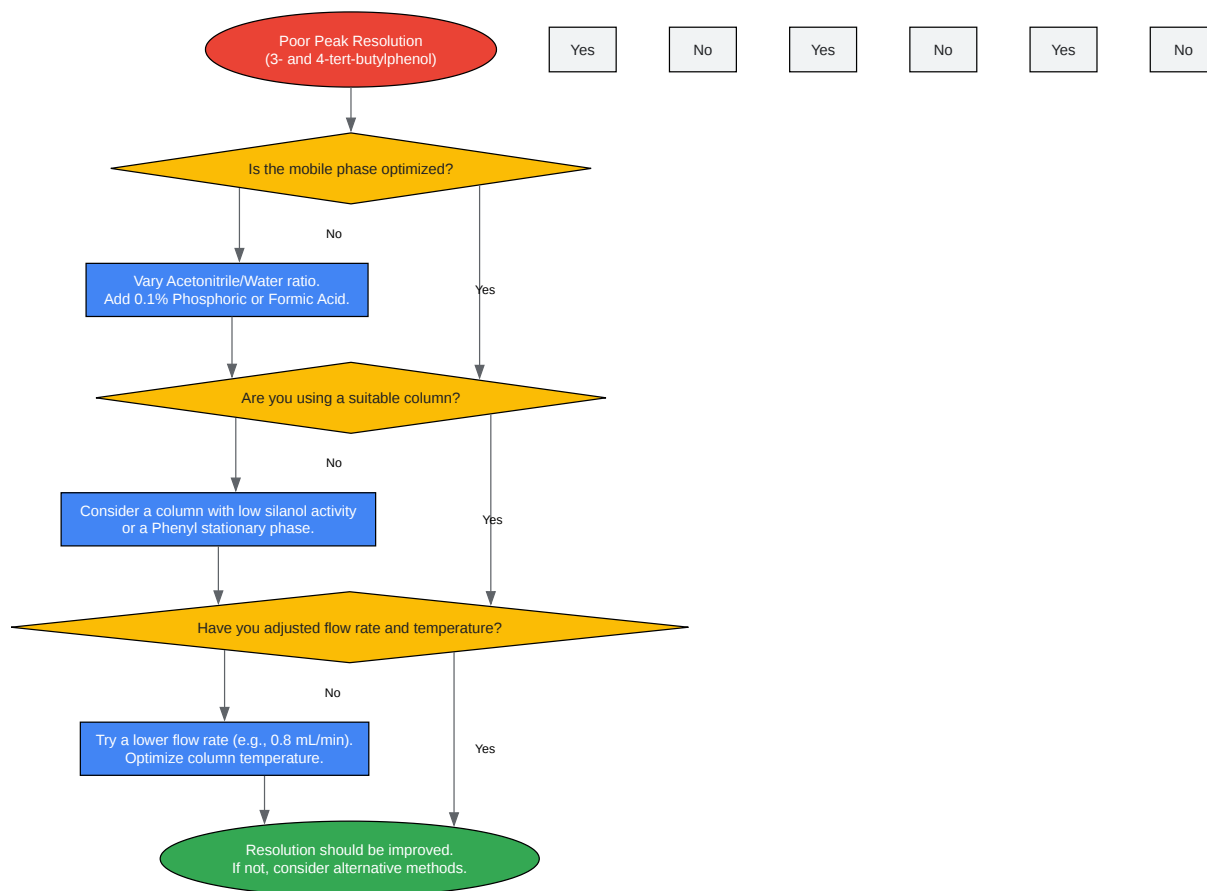 Poor Peak Resolution
(3- and 4-tert-butylphenol)
Yes
No
Yes
No
Yes
No
Is the mobile phase optimized?
No
Vary Acetonitrile/Water ratio.
Add 0.1% Phosphoric or Formic Acid.
Yes
Are you using a suitable column?
No
Consider a column with low silanol activity
or a Phenyl stationary phase.
Yes
Have you adjusted flow rate and temperature?
No
Try a lower flow rate (e.g., 0.8 mL/min).
Optimize column temperature.
Yes
Resolution should be improved.
If not, consider alternative methods.